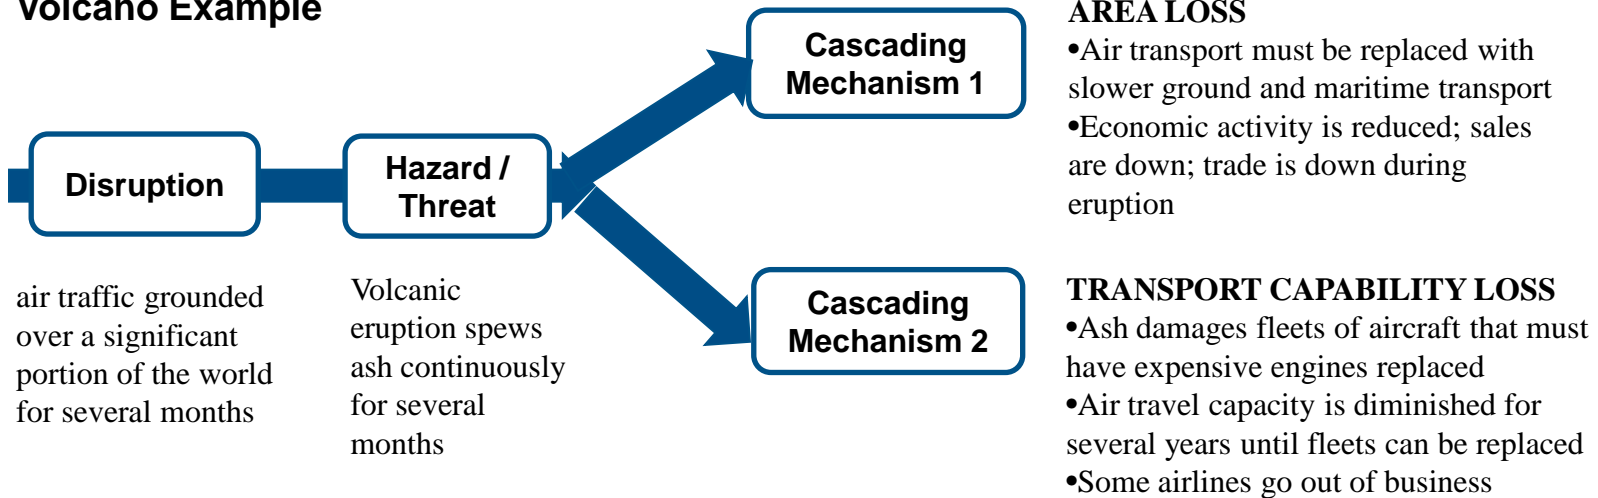 Volcano Example
Disruption
air traffic grounded
over a significant
portion of the world
for several months
Hazard /
Threat
Volcanic
eruption spews
ash continuously
for several
months
Cascading
Mechanism 1
AREA LOSS
•Air transport must be replaced with
slower ground and maritime transport
•Economic activity is reduced; sales
are down; trade is down during
eruption
Cascading
Mechanism 2
TRANSPORT CAPABILITY LOSS
•Ash damages fleets of aircraft that must
have expensive engines replaced
•Air travel capacity is diminished for
several years until fleets can be replaced
•Some airlines go out of business